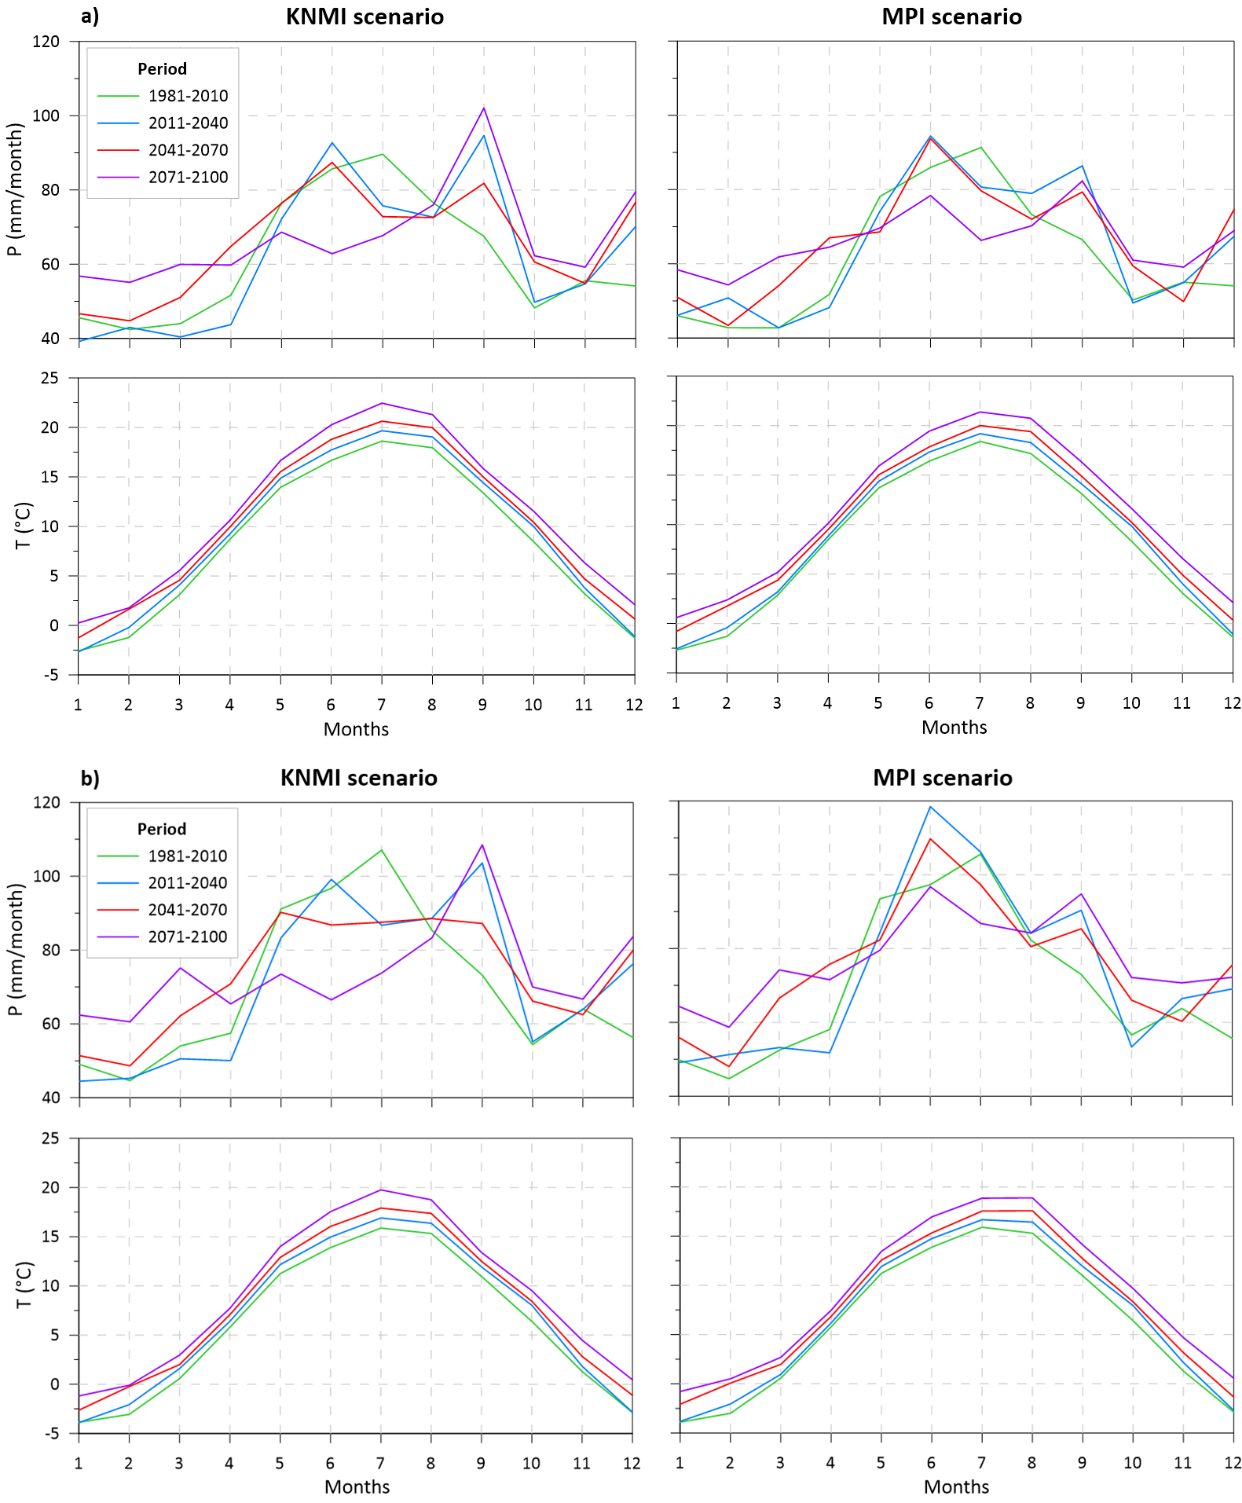 a)
KNMI scenario
MPI scenario
120
100
80
60
40
P (mm/month)
Period
1981-2010
2011-2040
2041-2070
2071-2100
25
20
15
10
5
0
-5
T (°C)
1 2 3 4 5 6 7 8 9 10 11 12
Months
1 2 3 4 5 6 7 8 9 10 11 12
Months
b)
KNMI scenario
MPI scenario
120
100
80
60
40
P (mm/month)
Period
1981-2010
2011-2040
2041-2070
2071-2100
25
20
15
10
5
0
-5
T (°C)
1 2 3 4 5 6 7 8 9 10 11 12
Months
1 2 3 4 5 6 7 8 9 10 11 12
Months